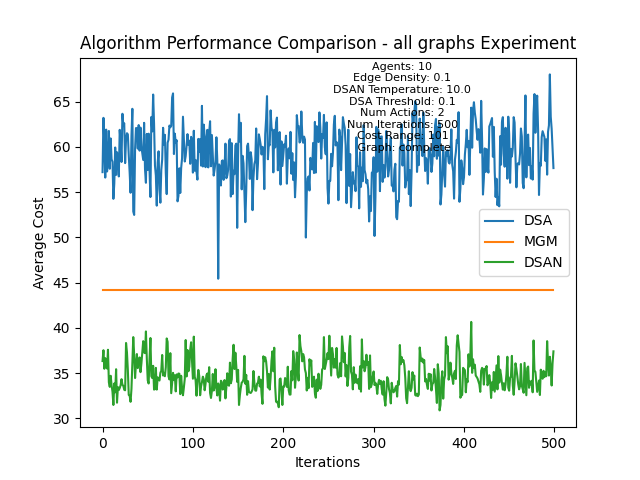 Algorithm Performance Comparison - all graphs Experiment
Agents: 10
Edge Density: 0.1
DSAN Temperature: 10.0
DSA Threshold: 0.1
Num Actions: 2
Num Iterations: 500
Cost Range: 101
Graph: complete
65
60
55
50
45
40
35
30
Average Cost
DSA
MGM
DSAN
0
100
200
300
400
500
Iterations